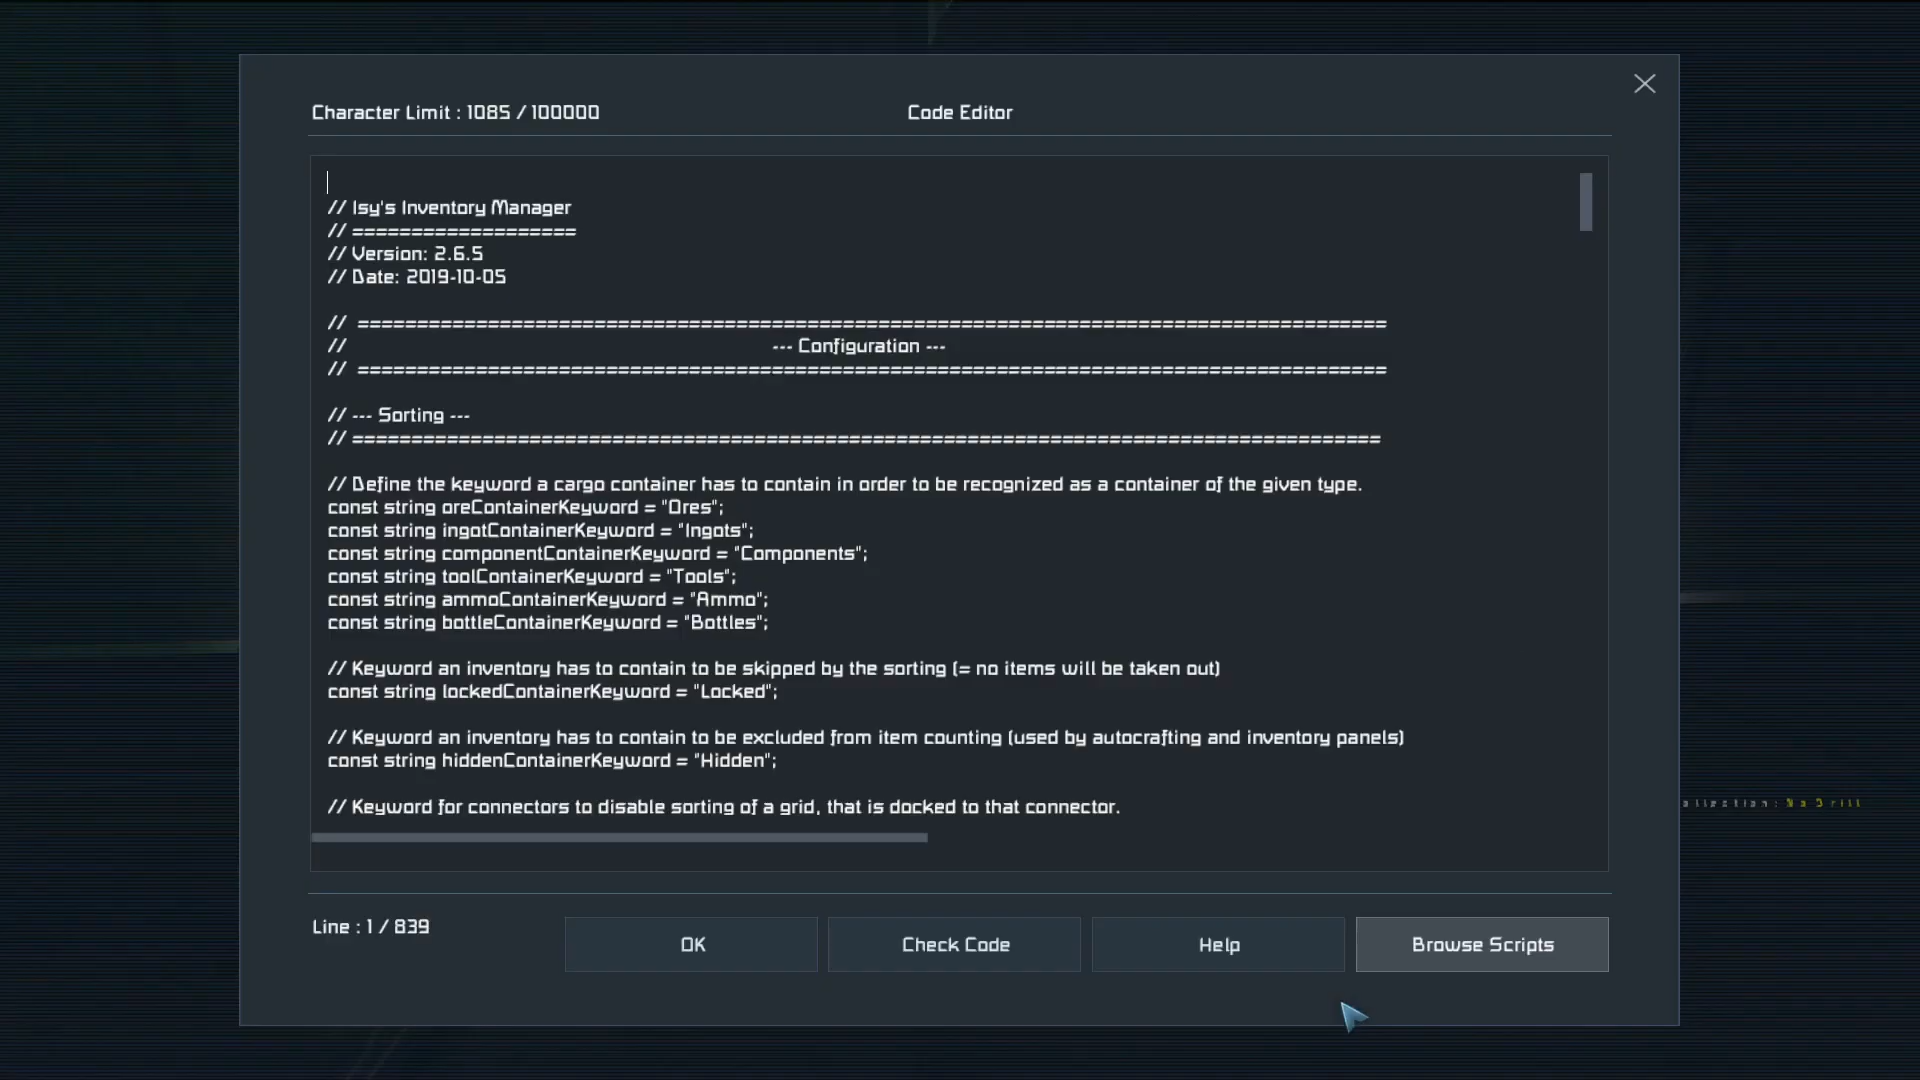 Character Limit : 1085 / 100000
Code Editor
// Isy's Inventory Manager
// ===================
// Version: 2.6.5
// Date: 2019-10-05
// =======================================================================================
// --- Configuration ---
// =======================================================================================
// --- Sorting ---
// =======================================================================================
// Define the keyword a cargo container has to contain in order to be recognized as a container of the given type.
const string oreContainerKeyword = "Ores";
const string ingotContainerKeyword = "Ingots";
const string componentContainerKeyword = "Components";
const string toolContainerKeyword = "Tools";
const string ammoContainerKeyword = "Ammo";
const string bottleContainerKeyword = "Bottles";
// Keyword an inventory has to contain to be skipped by the sorting (= no items will be taken out)
const string lockedContainerKeyword = "Locked";
// Keyword an inventory has to contain to be excluded from item counting (used by autocrafting and inventory panels)
const string hiddenContainerKeyword = "Hidden";
// Keyword for connectors to disable sorting of a grid, that is docked to that connector.
No Drill
Line : 1 / 839
OK
Check Code
Help
Browse Scripts